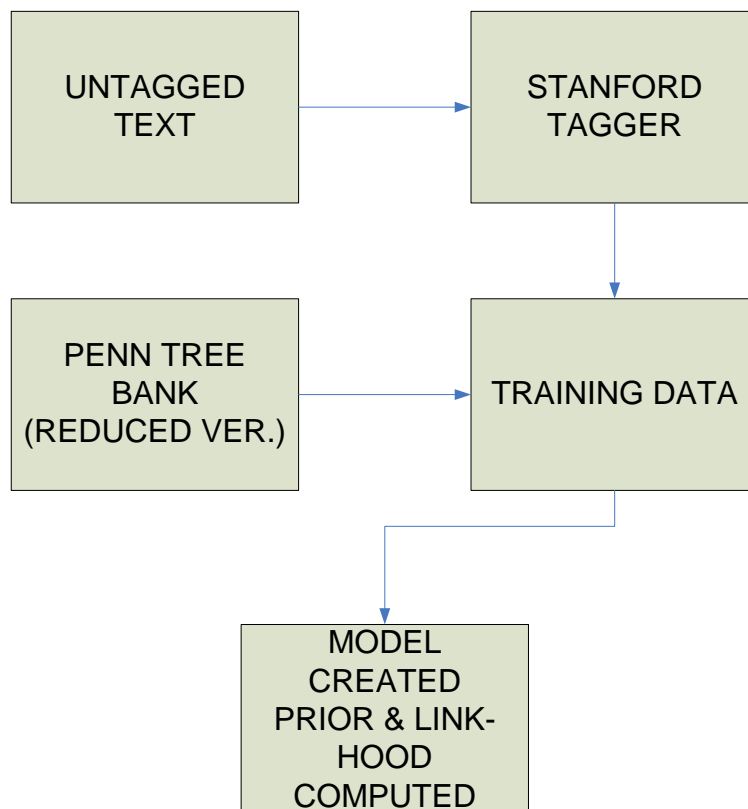 UNTAGGED
TEXT
STANFORD
TAGGER
PENN TREE
BANK
(REDUCED VER.)
TRAINING DATA
MODEL
CREATED
PRIOR & LINK-
HOOD
COMPUTED